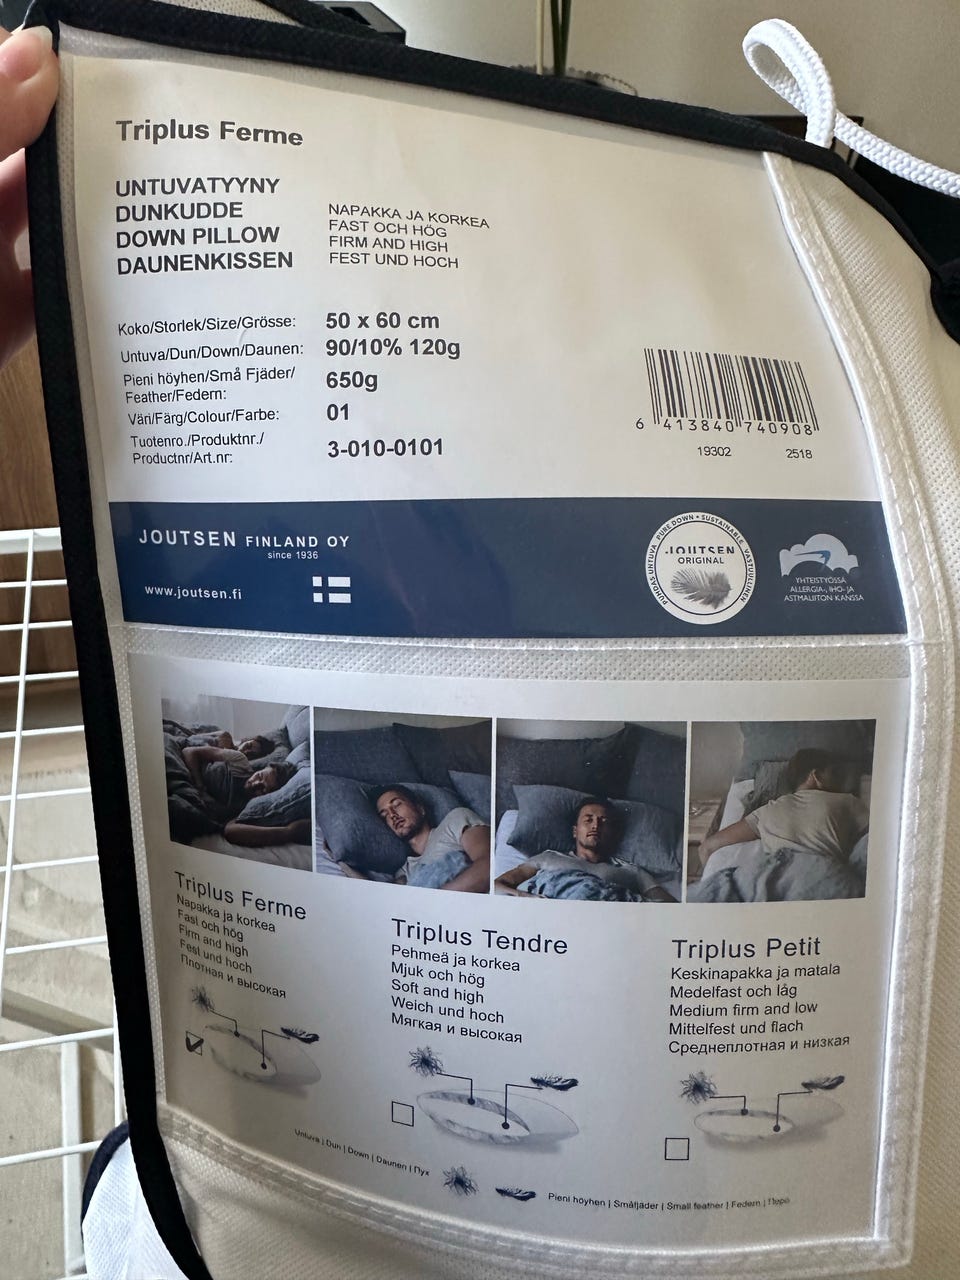 Triplus Ferme
UNTUVATYYNY
DUNKUDDE
DOWN PILLOW
DAUNENKISSEN
NAPAKKA JA KORKEA
FAST OCH HÖG
FIRM AND HIGH
FEST UND HOCH
Koko/Storlek/Size/Grösse: 50 x 60 cm
Untuva/Dun/Down/Daunen: 90/10% 120g
Pieni höyhen/Små Fjäder/
Feather/Federn: 650g
Väri/Färg/Colour/Farbe: 01
Tuotenro./Produktnr./
Productnr/Art.nr: 3-010-0101
6 413840 740908
19302 2518
JOUTSEN FINLAND OY
since 1936
www.joutsen.fi
PURE DOWN • SUSTAINABLE
PUHDAS UNTUVA VASTUULLINEN
JOUTSEN
ORIGINAL
YHTEISTYÖSSÄ
ALLERGIA-, IHO- JA
ASTMALIITON KANSSA
Triplus Ferme
Napakka ja korkea
Fast och hög
Firm and high
Fest und hoch
Плотная и высокая
Triplus Tendre
Pehmeä ja korkea
Mjuk och hög
Soft and high
Weich und hoch
Мягкая и высокая
Triplus Petit
Keskinapakka ja matala
Medelfast och låg
Medium firm and low
Mittelfest und flach
Среднеплотная и низкая
Untuva | Dun | Down | Daunen | Пух
Pieni höyhen | Småfjäder | Small feather | Federn | Перо